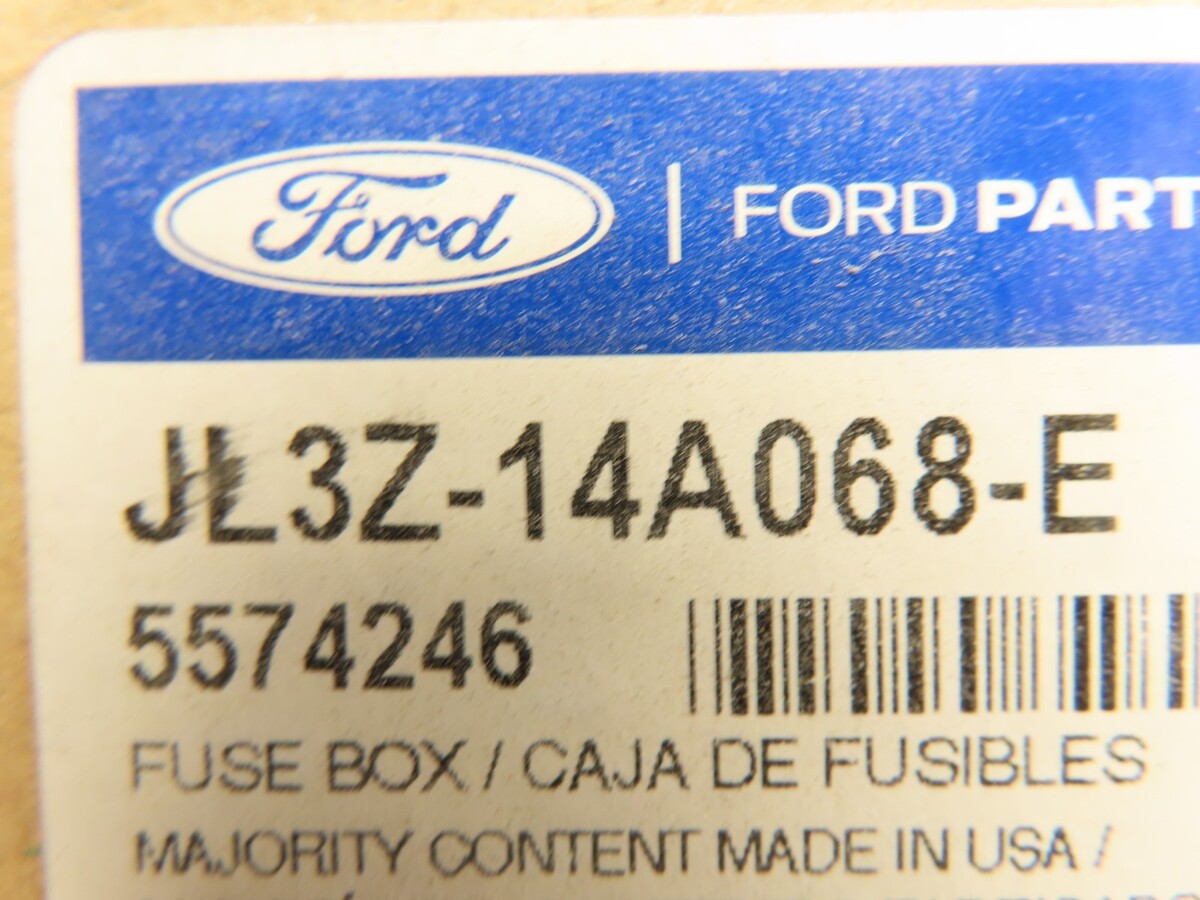 Ford | FORD PART
JL3Z-14A068-E
5574246
FUSE BOX / CAJA DE FUSIBLES
MAJORITY CONTENT MADE IN USA /